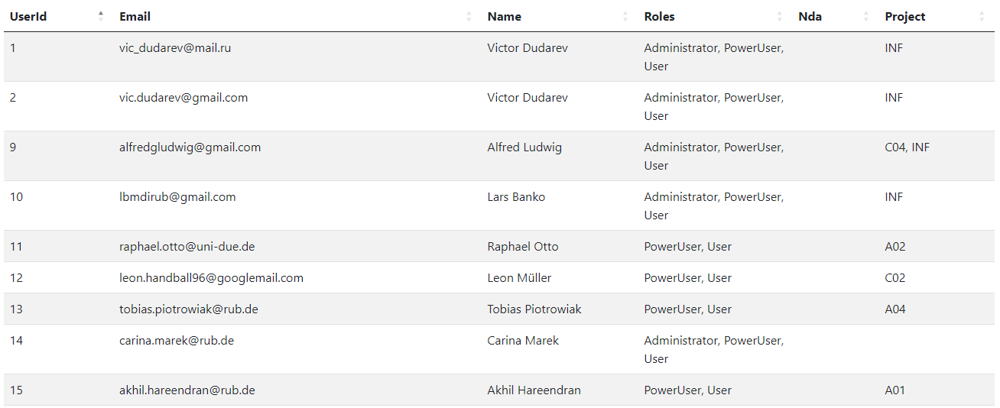 UserId Email Name Roles Nda Project
1 vic_dudarev@mail.ru Victor Dudarev Administrator, PowerUser, INF
User
2 vic.dudarev@gmail.com Victor Dudarev Administrator, PowerUser, INF
User
9 alfredgludwig@gmail.com Alfred Ludwig Administrator, PowerUser, C04, INF
User
10 lbmdirub@gmail.com Lars Banko Administrator, PowerUser, INF
User
11 raphael.otto@uni-due.de Raphael Otto PowerUser, User A02
12 leon.handball96@googlemail.com Leon Müller PowerUser, User C02
13 tobias.piotrowiak@rub.de Tobias Piotrowiak PowerUser, User A04
14 carina.marek@rub.de Carina Marek Administrator, PowerUser,
User
15 akhil.hareendran@rub.de Akhil Hareendran PowerUser, User A01